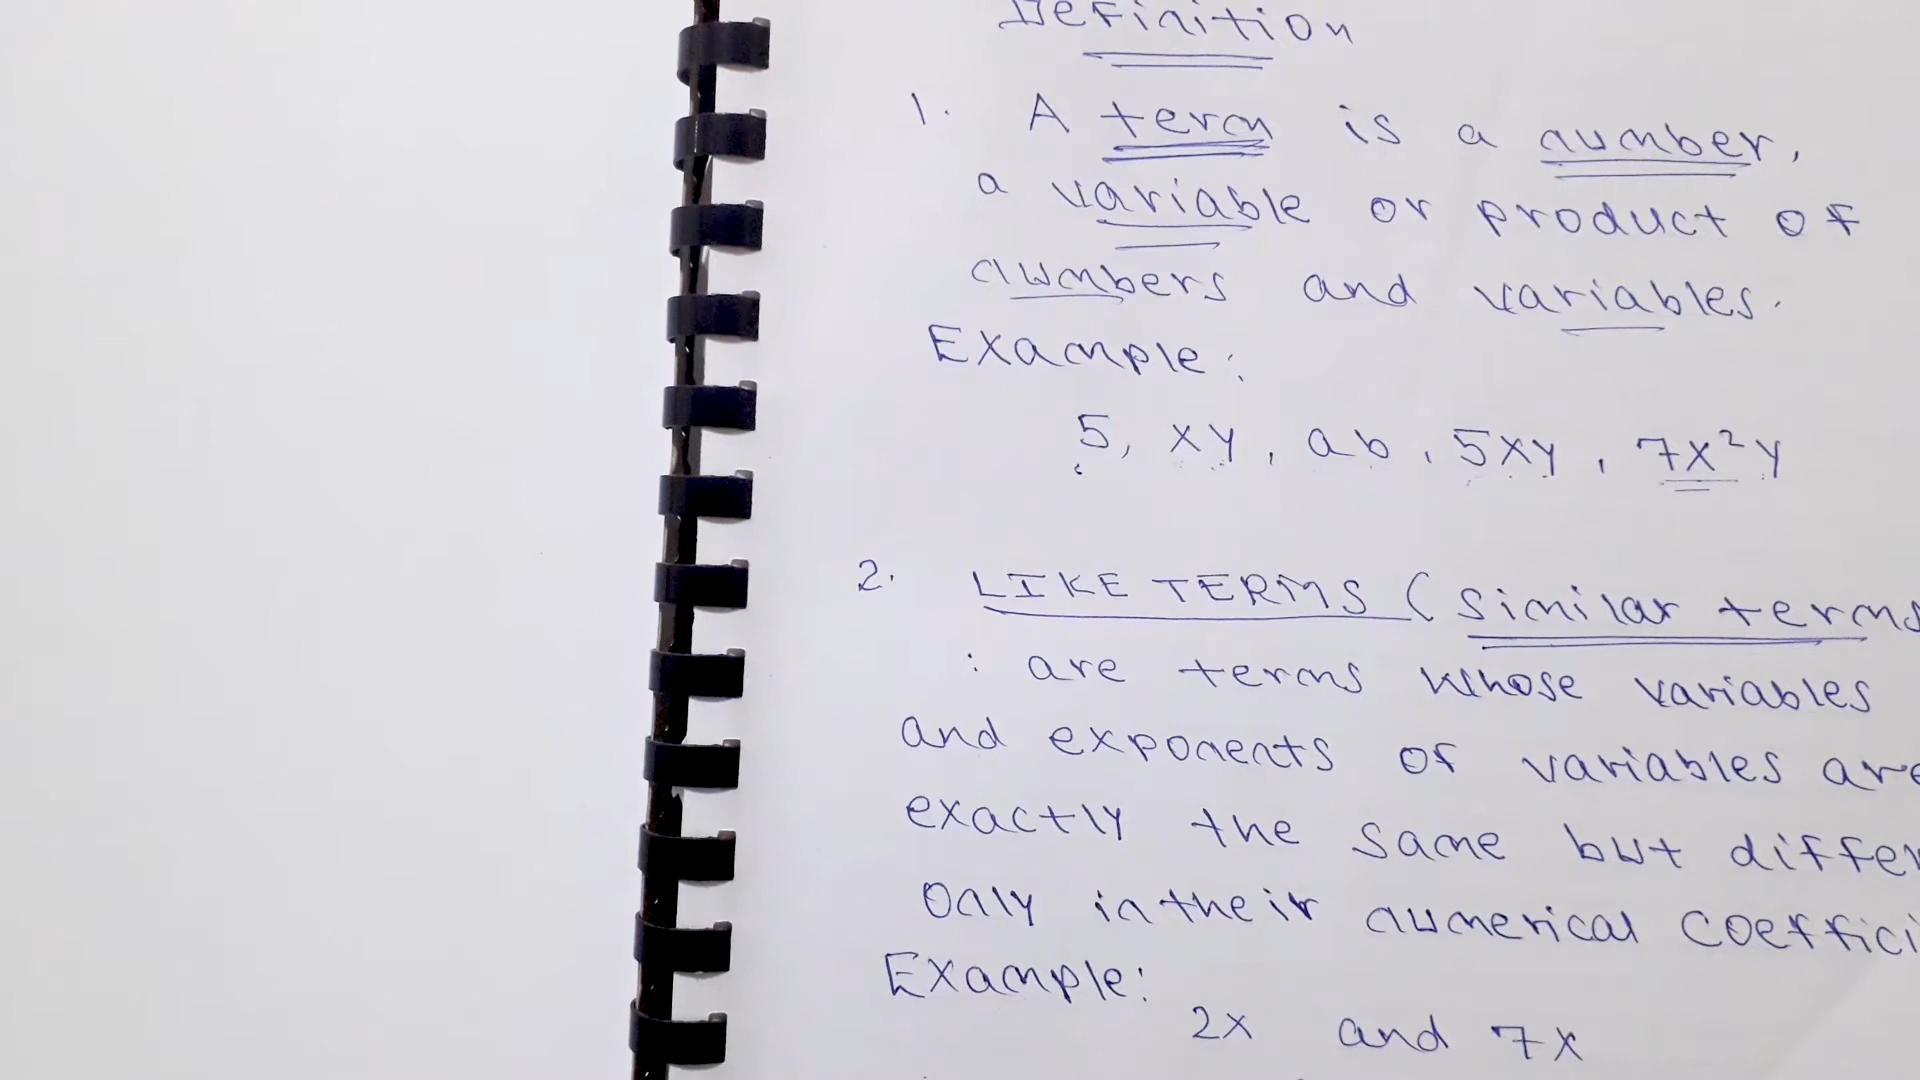 Definition
1. A term is a number,
a variable or product of
numbers and variables.
Example:
5, xy, ab, 5xy, 7x²y
2. LIKE TERMS (Similar terms
: are terms whose variables
and exponents of variables are
exactly the same but differ
only in their numerical coeffici
Example:
2x and 7x